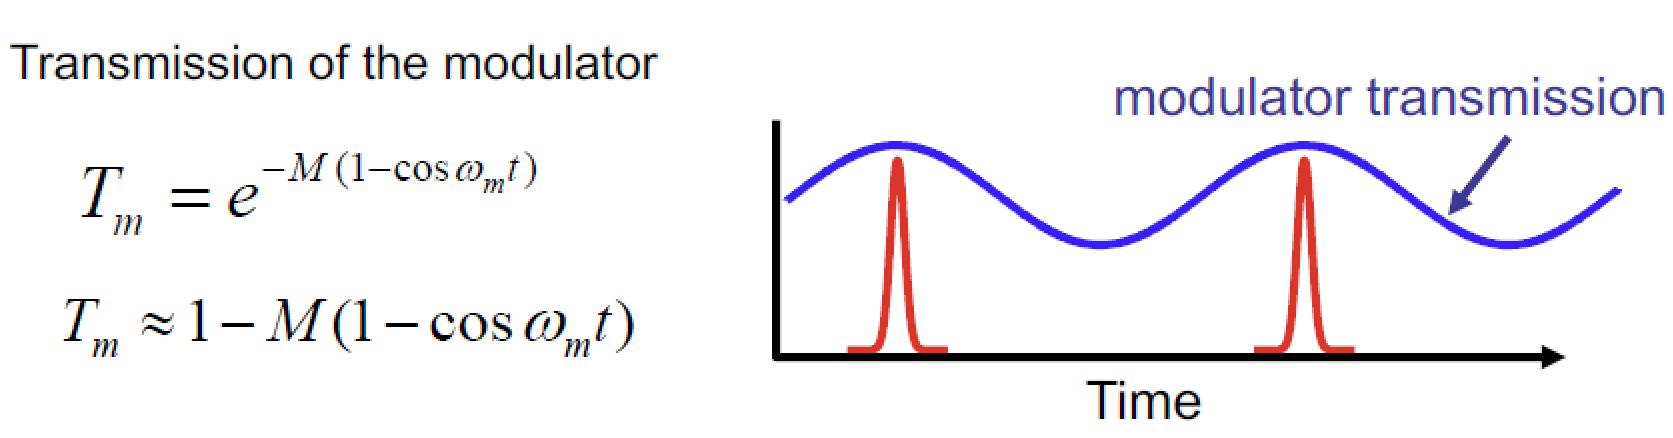 Transmission of the modulator
T_m = e^{-M(1-cos ω_m t)}
T_m ≈ 1 − M(1 − cos ω_m t)
modulator transmission
Time